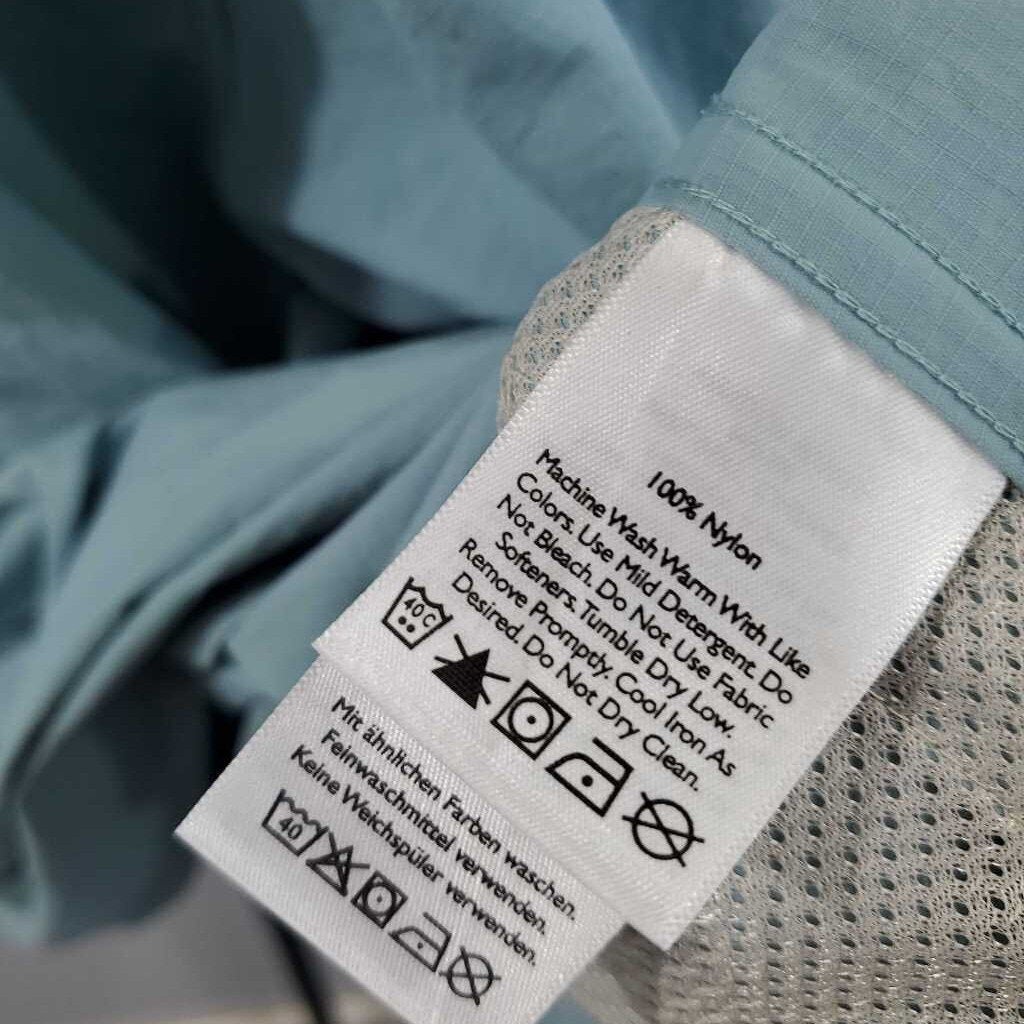 100% Nylon
Machine Wash Warm With Like
Colors. Use Mild Detergent. Do
Not Bleach. Do Not Use Fabric
Softeners. Tumble Dry Low.
Remove Promptly. Cool Iron As
Desired. Do Not Dry Clean.
40C
Mit ähnlichen Farben waschen.
Feinwaschmittel verwenden.
Keine Weichspüler verwenden.
40